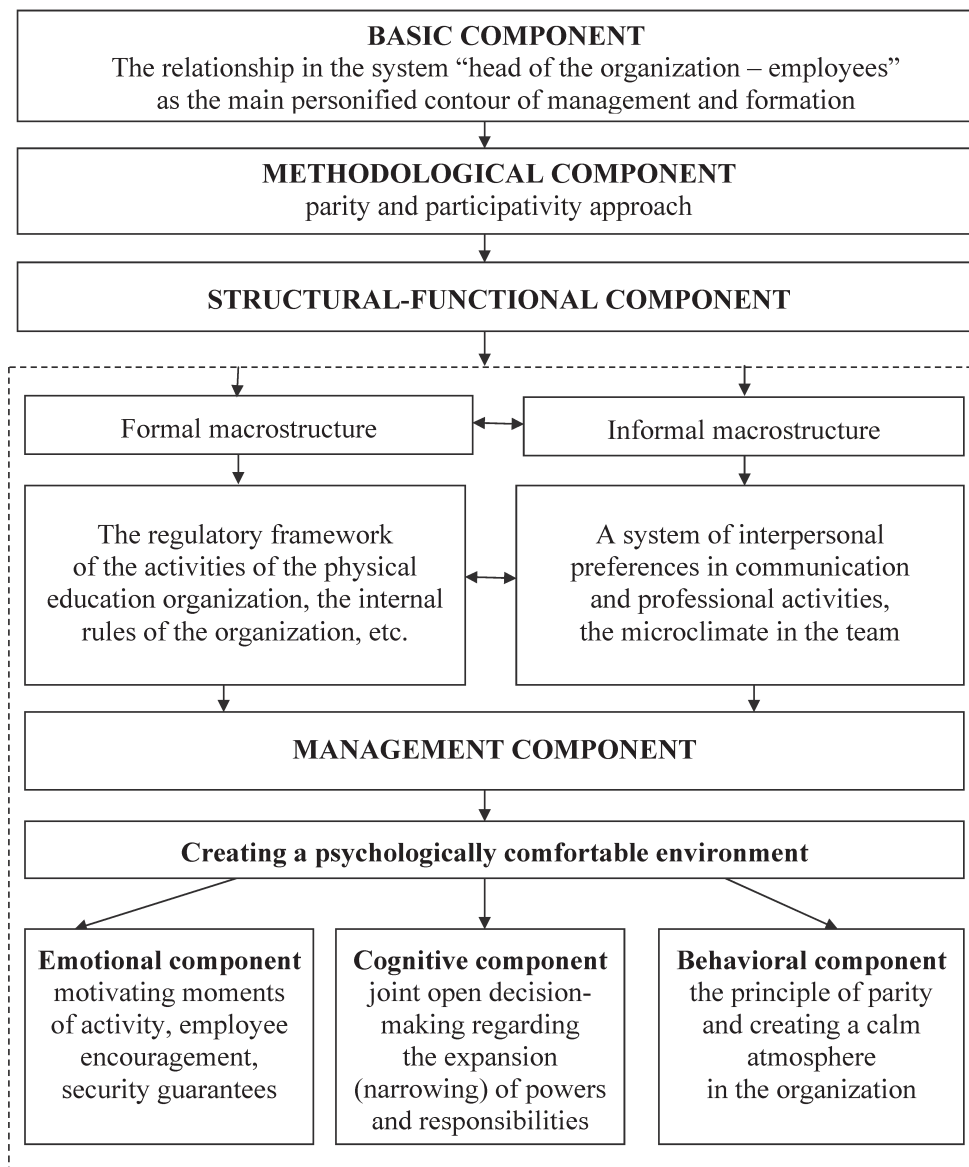 BASIC COMPONENT
The relationship in the system “head of the organization – employees”
as the main personified contour of management and formation
METHODOLOGICAL COMPONENT
parity and participativity approach
STRUCTURAL-FUNCTIONAL COMPONENT
Formal macrostructure
Informal macrostructure
The regulatory framework
of the activities of the physical
education organization, the internal
rules of the organization, etc.
A system of interpersonal
preferences in communication
and professional activities,
the microclimate in the team
MANAGEMENT COMPONENT
Creating a psychologically comfortable environment
Emotional component
motivating moments
of activity, employee
encouragement,
security guarantees
Cognitive component
joint open decision-
making regarding
the expansion
(narrowing) of powers
and responsibilities
Behavioral component
the principle of parity
and creating a calm
atmosphere
in the organization